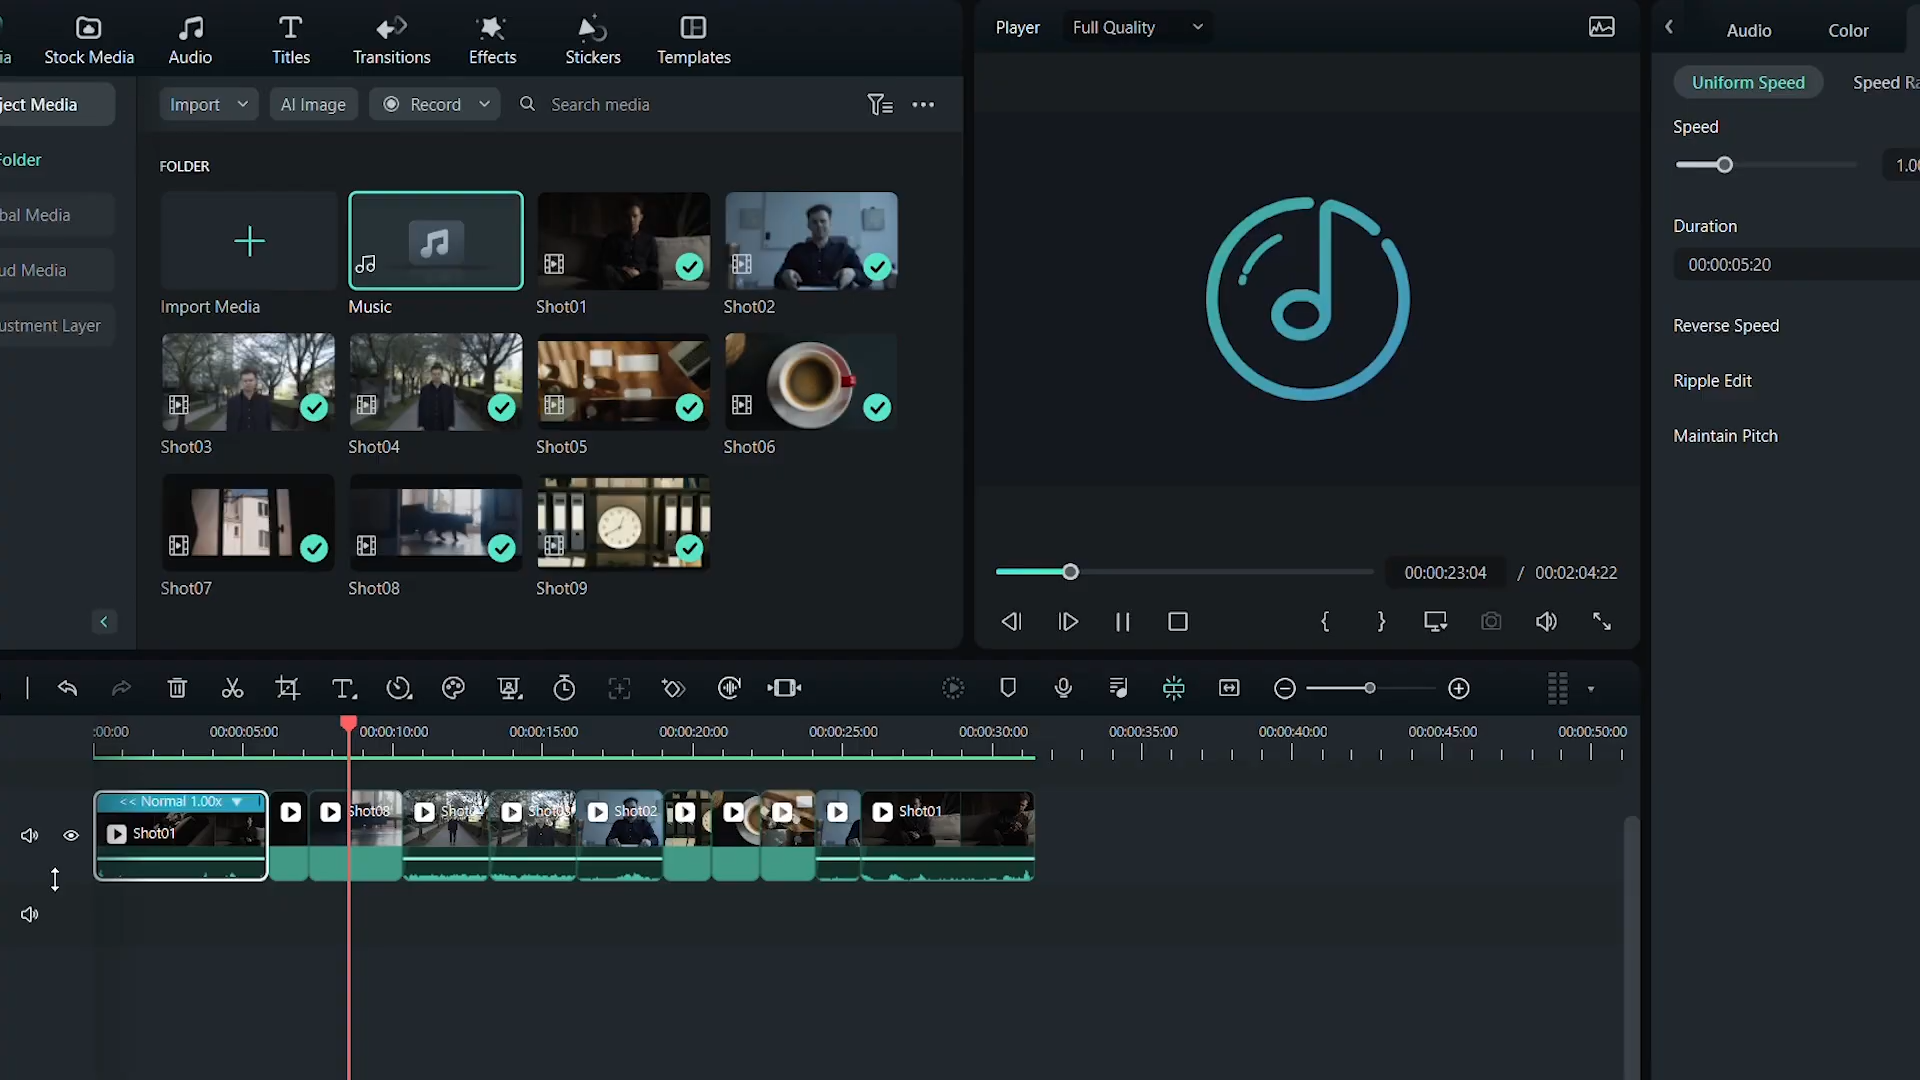 ia
Stock Media
Audio
Titles
Transitions
Effects
Stickers
Templates
Player
Full Quality
Audio
Color
ject Media
Import
AI Image
Record
Search media
Uniform Speed
Speed Ra
Speed
1.00
Folder
bal Media
ud Media
ustment Layer
FOLDER
Import Media
Music
Shot01
Shot02
Shot03
Shot04
Shot05
Shot06
Shot07
Shot08
Shot09
Duration
00:00:05:20
Reverse Speed
Ripple Edit
Maintain Pitch
00:00:23:04 / 00:02:04:22
:00:00
00:00:05:00
00:00:10:00
00:00:15:00
00:00:20:00
00:00:25:00
00:00:30:00
00:00:35:00
00:00:40:00
00:00:45:00
00:00:50:00
<< Normal 1.00x
Shot01
Shot08
Shot02
Shot01